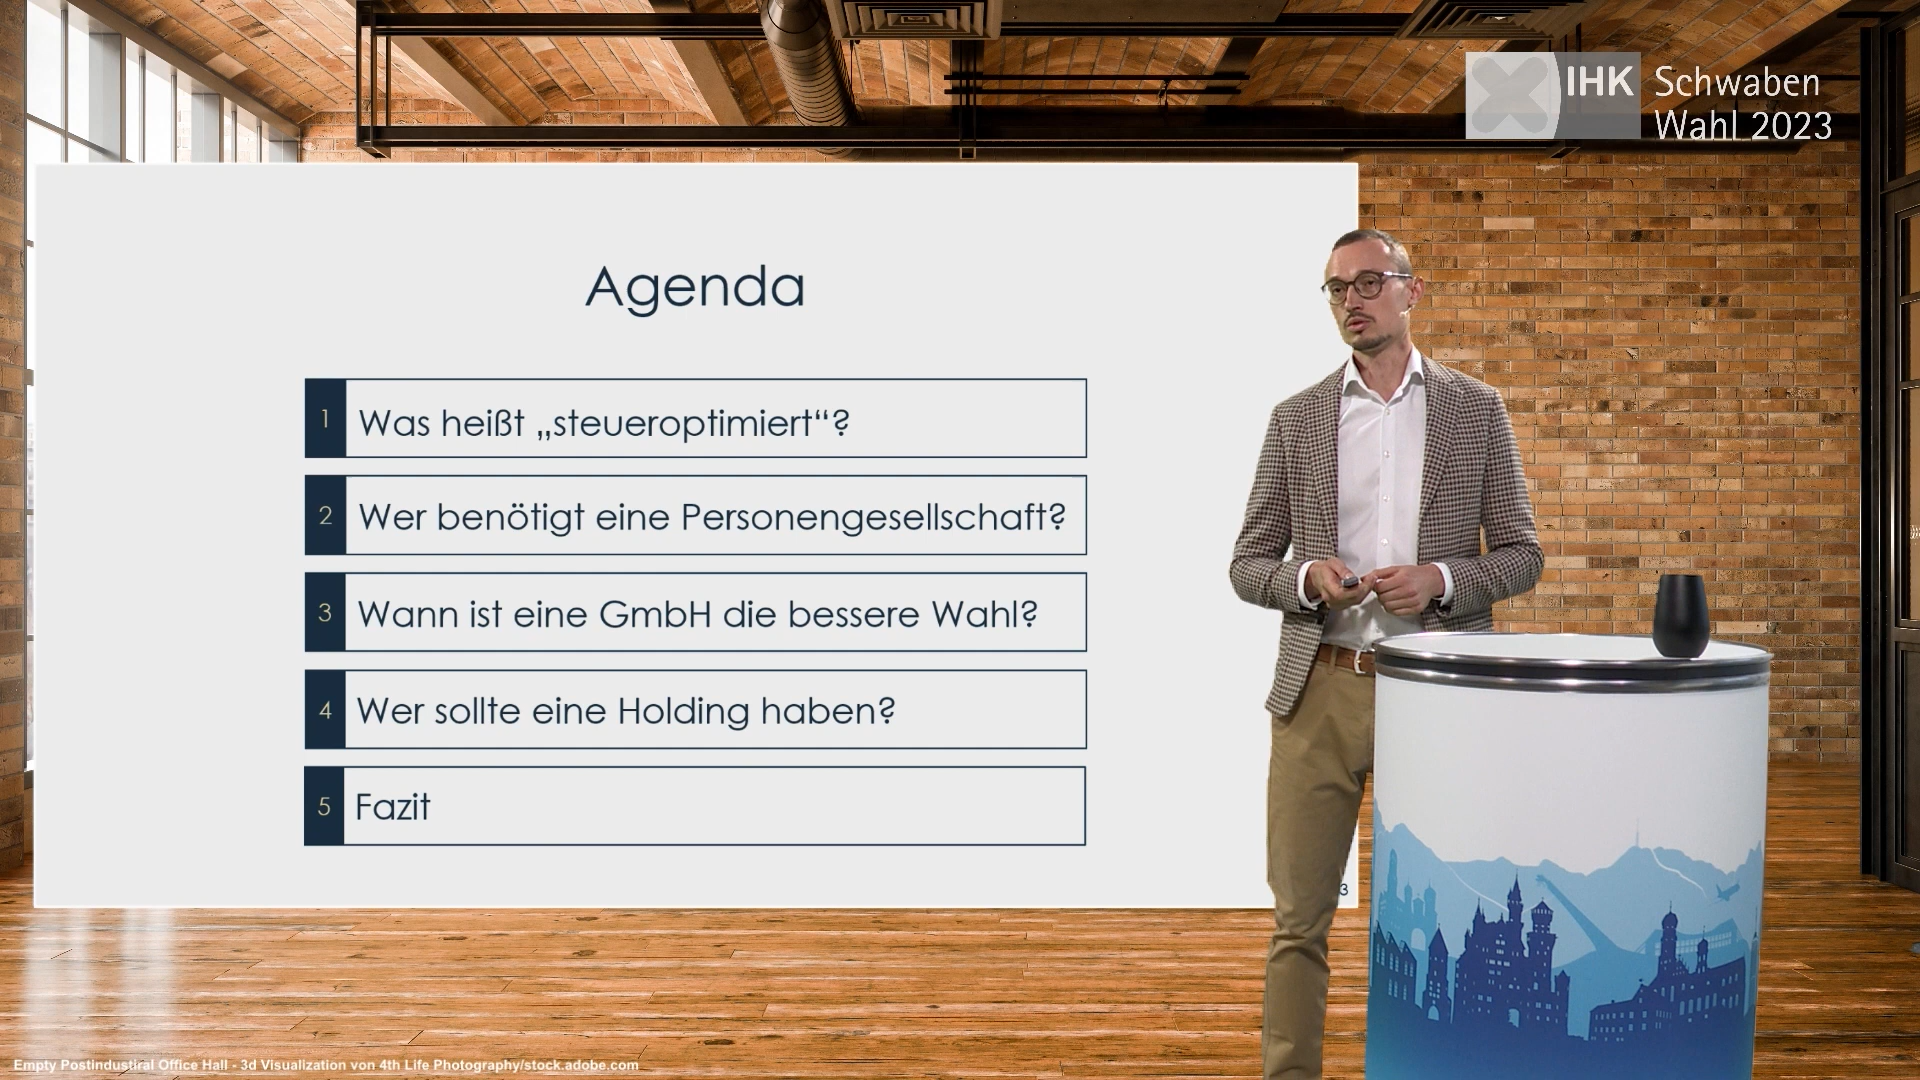 IHK Schwaben
Wahl 2023
Agenda
1 Was heißt „steueroptimiert“?
2 Wer benötigt eine Personengesellschaft?
3 Wann ist eine GmbH die bessere Wahl?
4 Wer sollte eine Holding haben?
5 Fazit
3
Empty Postindustiral Office Hall - 3d Visualization von 4th Life Photography/stock.adobe.com